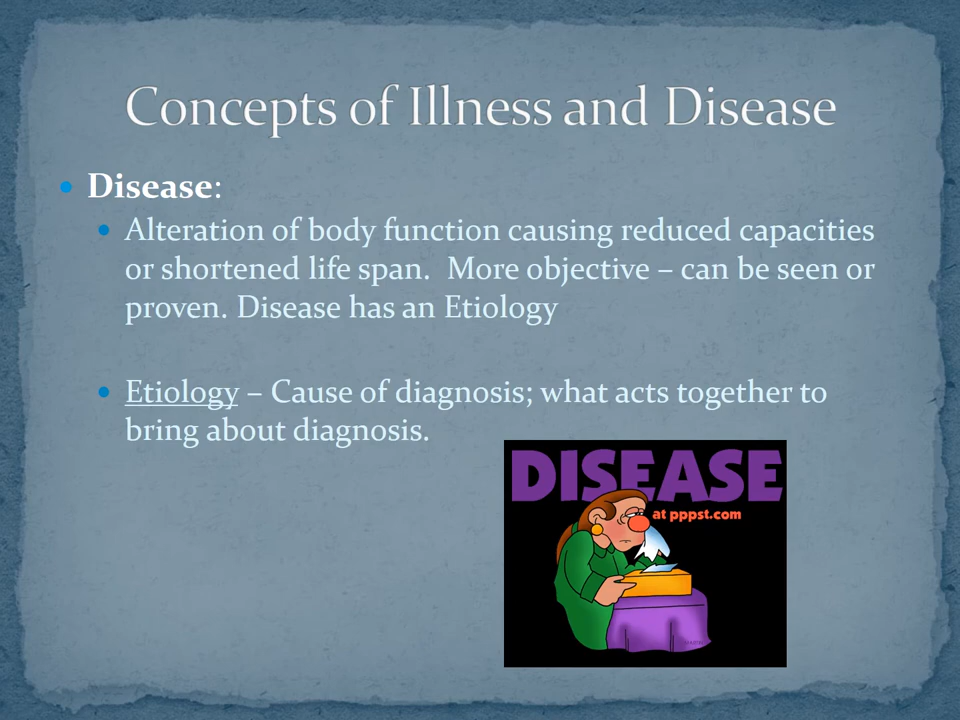 Concepts of Illness and Disease
Disease:
Alteration of body function causing reduced capacities
or shortened life span.  More objective – can be seen or
proven. Disease has an Etiology
Etiology – Cause of diagnosis; what acts together to
bring about diagnosis.
DISEASE
at pppst.com